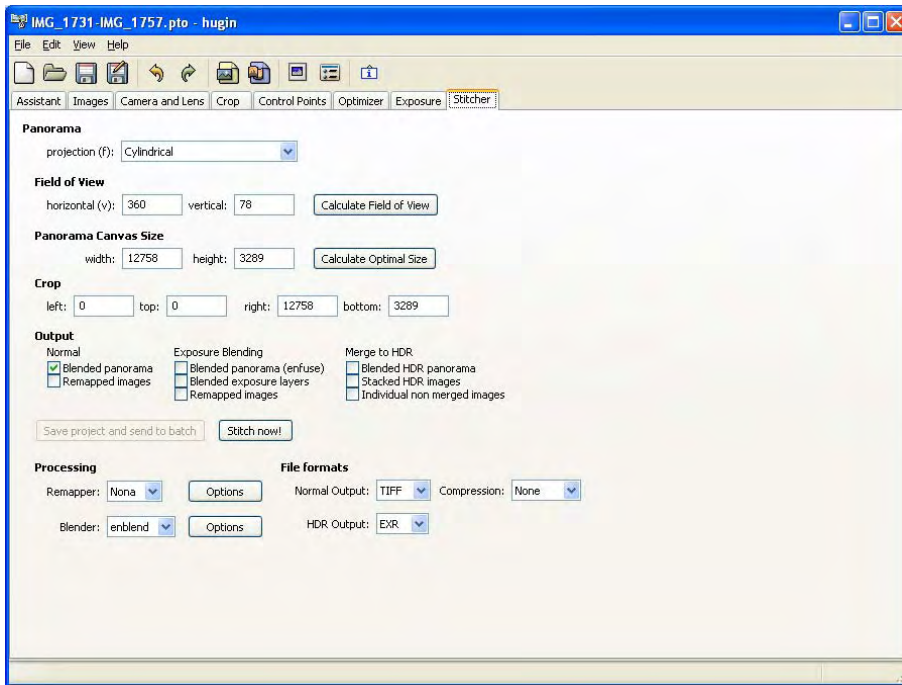 IMG_1731-IMG_1757.pto - hugin
File Edit View Help
Assistant Images Camera and Lens Crop Control Points Optimizer Exposure Stitcher
Panorama
projection (f): Cylindrical
Field of View
horizontal (v): 360 vertical: 78 Calculate Field of View
Panorama Canvas Size
width: 12758 height: 3289 Calculate Optimal Size
Crop
left: 0 top: 0 right: 12758 bottom: 3289
Output
Normal Exposure Blending Merge to HDR
Blended panorama Blended panorama (enfuse) Blended HDR panorama
Remapped images Blended exposure layers Stacked HDR images
Remapped images Individual non merged images
Save project and send to batch Stitch now!
Processing File formats
Remapper: Nona Options Normal Output: TIFF Compression: None
Blender: enblend Options HDR Output: EXR